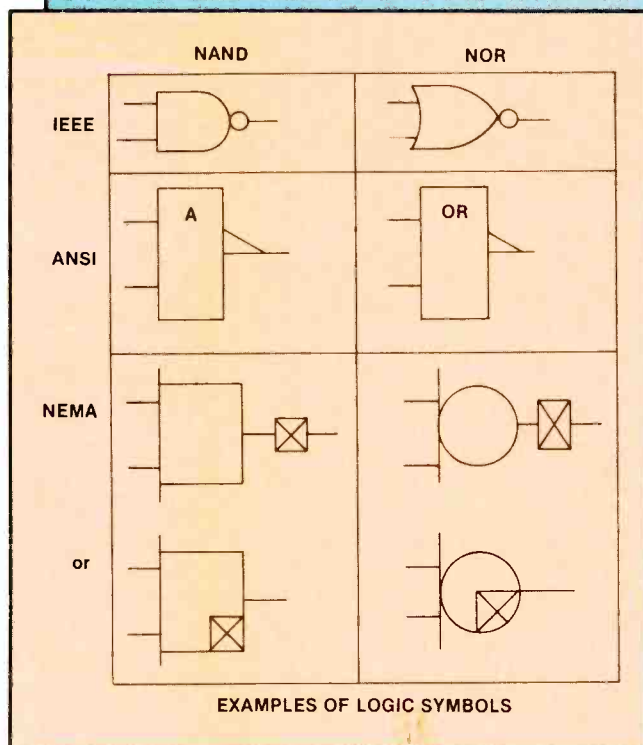 NAND NOR
IEEE
ANSI A OR
NEMA
or
EXAMPLES OF LOGIC SYMBOLS